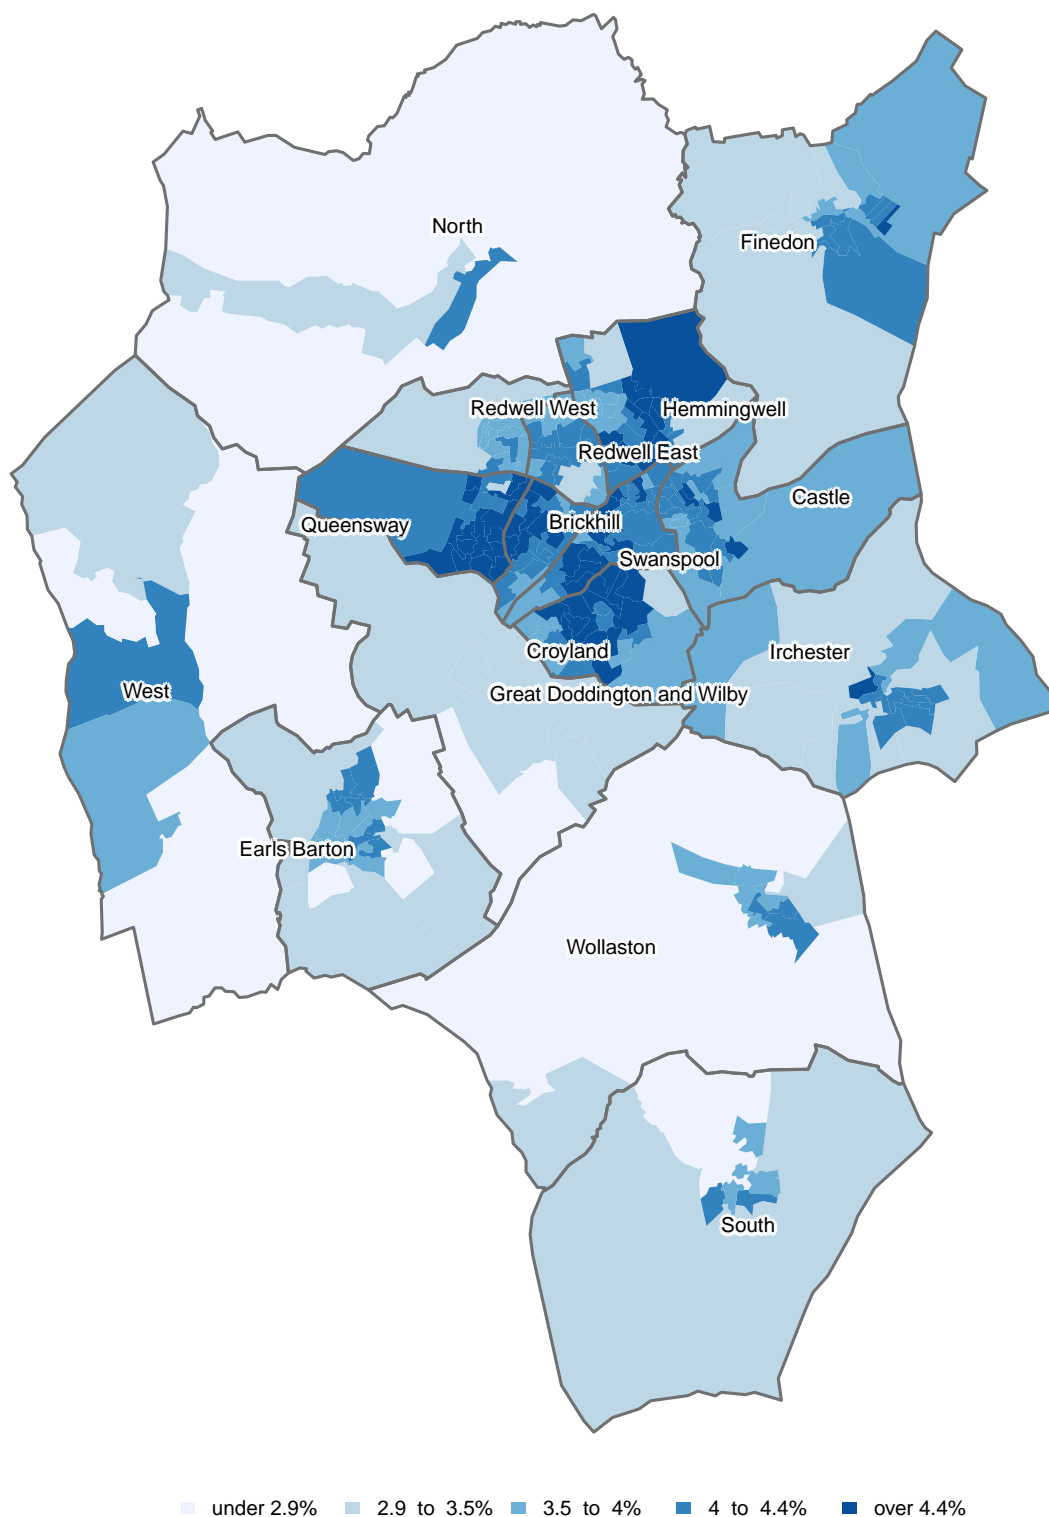 North
Finedon
Redwell West
Hemmingwell
Redwell East
Castle
Queensway
Brickhill
Swanspool
Croyland
Irchester
West
Great Doddington and Wilby
Earls Barton
Wollaston
South
under 2.9% 2.9 to 3.5% 3.5 to 4% 4 to 4.4% over 4.4%